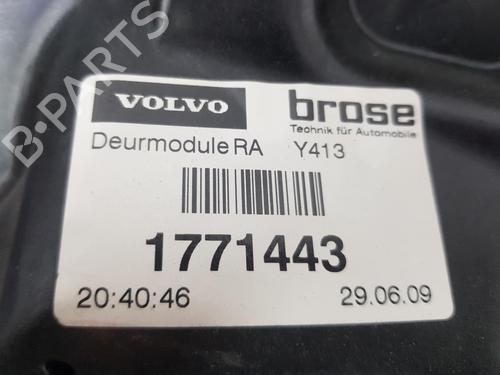 B-PARTS
VOLVO
brose
Technik für Automobile
Deurmodule RA Y413
1771443
20:40:46 29.06.09